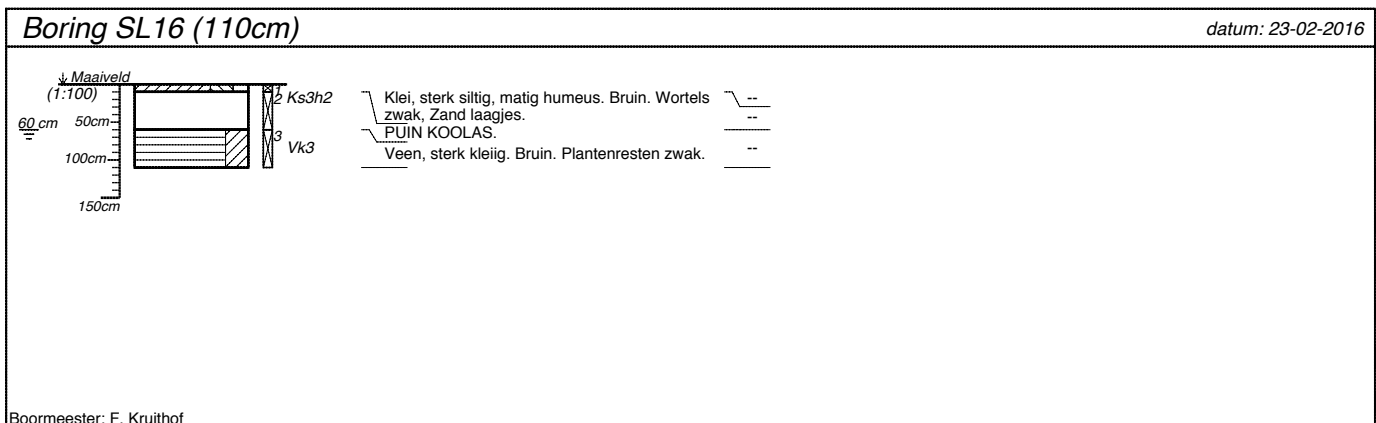 Boring SL16 (110cm)
datum: 23-02-2016
Maaiveld
(1:100)
60 cm
50cm
100cm
150cm
1
2 Ks3h2
3
Vk3
Klei, sterk siltig, matig humeus. Bruin. Wortels
zwak, Zand laagjes.
PUIN KOOLAS.
Veen, sterk kleiig. Bruin. Plantenresten zwak.
--
--
--
Boormeester: F. Kruithof